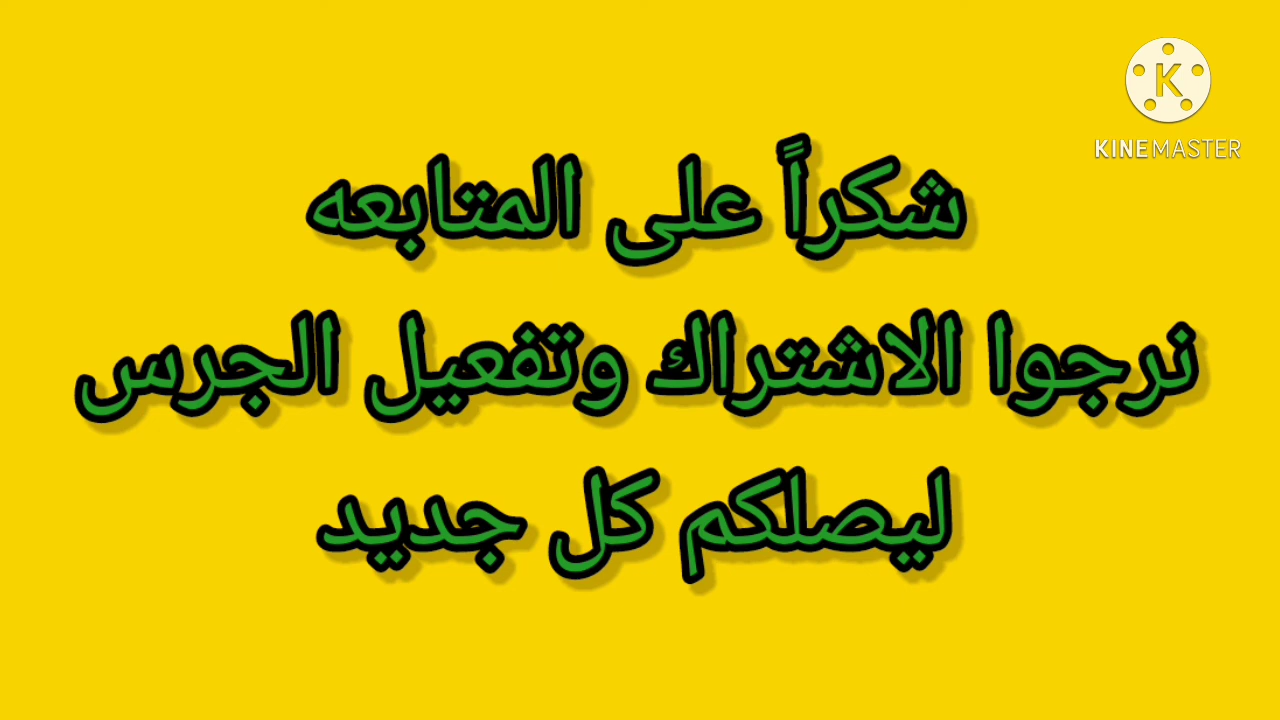 KINEMASTER
شكراً على المتابعه
نرجوا الاشتراك وتفعيل الجرس
ليصلكم كل جديد